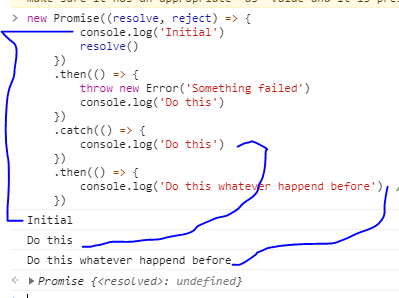 make sure it has an appropriate `as` value and it is pre
> new Promise((resolve, reject) => {
console.log('Initial')
resolve()
})
.then(() => {
throw new Error('Something failed')
console.log('Do this')
})
.catch(() => {
console.log('Do this')
})
.then(() => {
console.log('Do this whatever happend before')
})
Initial
Do this
Do this whatever happend before
Promise {<resolved>: undefined}